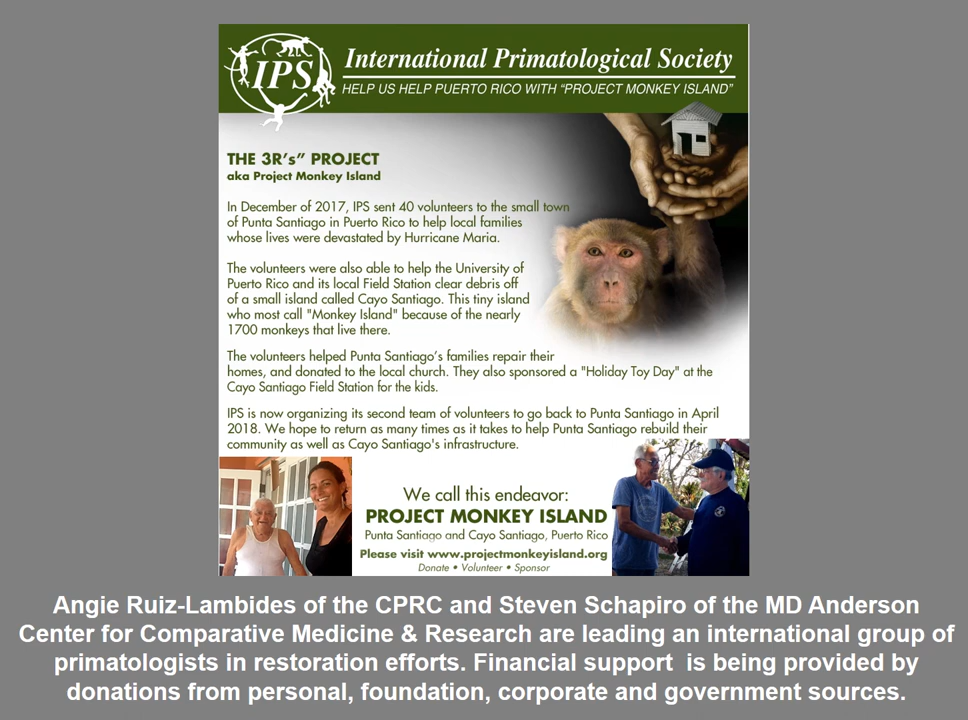 IPS
International Primatological Society
HELP US HELP PUERTO RICO WITH "PROJECT MONKEY ISLAND"
THE 3R's" PROJECT
aka Project Monkey Island
In December of 2017, IPS sent 40 volunteers to the small town
of Punta Santiago in Puerto Rico to help local families
whose lives were devastated by Hurricane Maria.
The volunteers were also able to help the University of
Puerto Rico and its local Field Station clear debris off
of a small island called Cayo Santiago. This tiny island
who most call "Monkey Island" because of the nearly
1700 monkeys that live there.
The volunteers helped Punta Santiago's families repair their
homes, and donated to the local church. They also sponsored a "Holiday Toy Day" at the
Cayo Santiago Field Station for the kids.
IPS is now organizing its second team of volunteers to go back to Punta Santiago in April
2018. We hope to return as many times as it takes to help Punta Santiago rebuild their
community as well as Cayo Santiago's infrastructure.
We call this endeavor:
PROJECT MONKEY ISLAND
Punta Santiago and Cayo Santiago, Puerto Rico
Please visit www.projectmonkeyisland.org
Donate • Volunteer • Sponsor
Angie Ruiz-Lambides of the CPRC and Steven Schapiro of the MD Anderson
Center for Comparative Medicine & Research are leading an international group of
primatologists in restoration efforts. Financial support is being provided by
donations from personal, foundation, corporate and government sources.